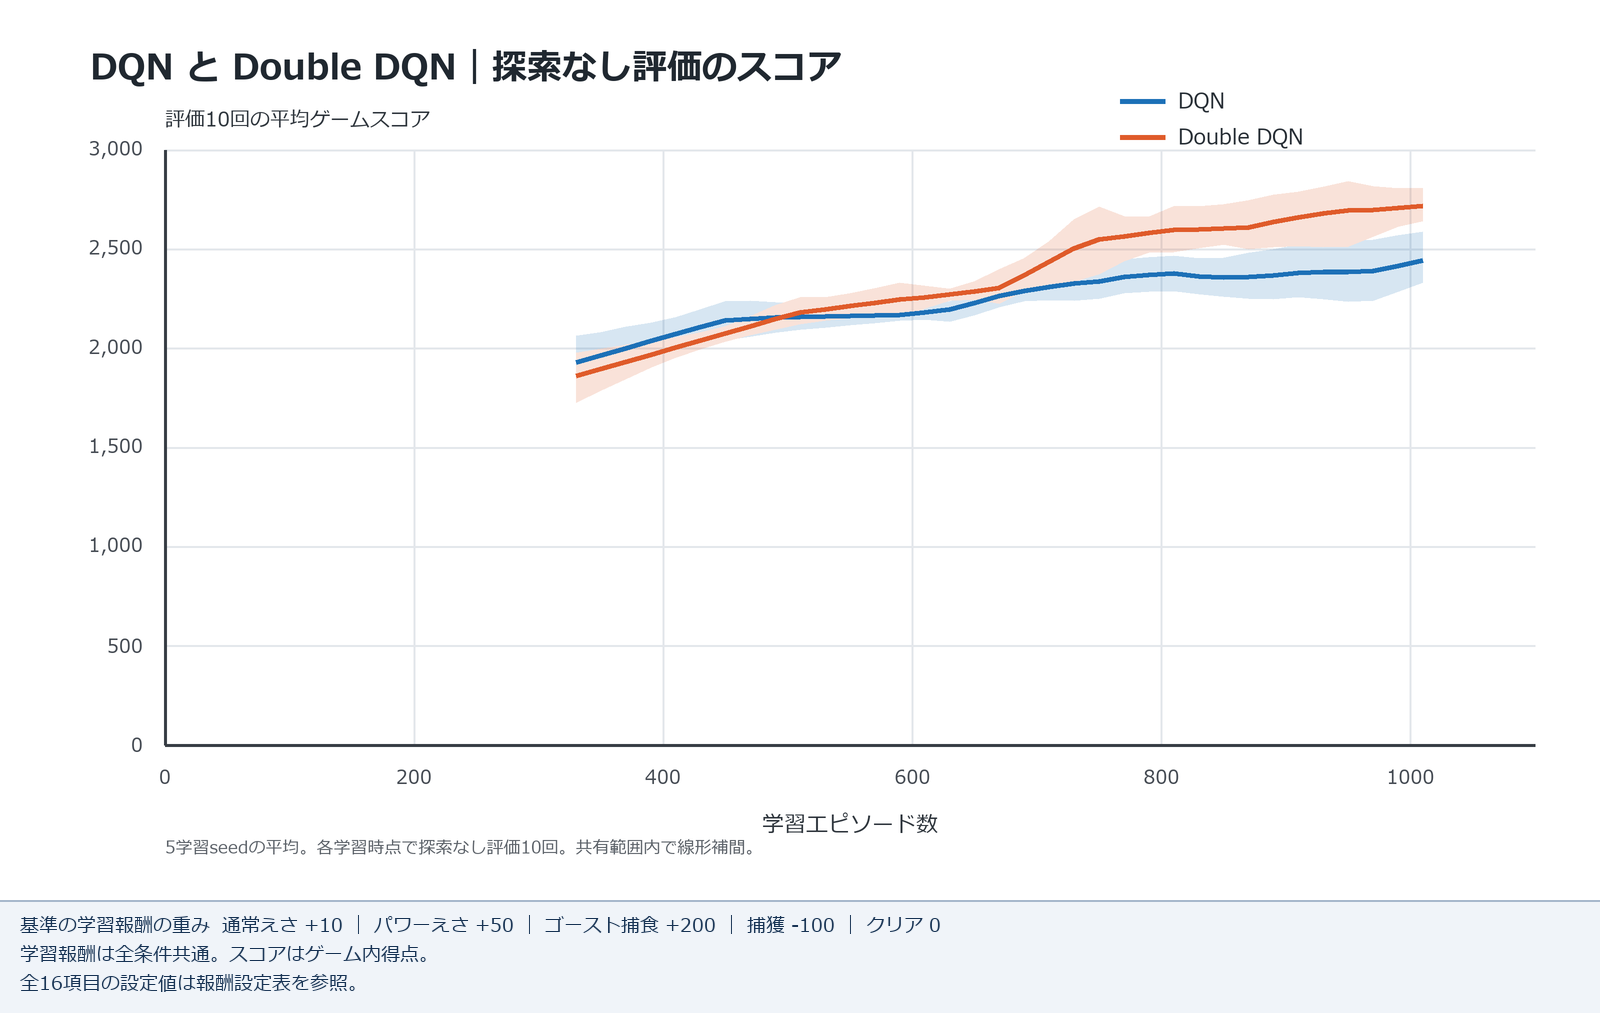 DQN と Double DQN｜探索なし評価のスコア
評価10回の平均ゲームスコア
DQN
Double DQN
3,000
2,500
2,000
1,500
1,000
500
0
0 200 400 600 800 1000
学習エピソード数
5学習seedの平均。各学習時点で探索なし評価10回。共有範囲内で線形補間。
基準の学習報酬の重み 通常えさ +10 ｜ パワーえさ +50 ｜ ゴースト捕食 +200 ｜ 捕獲 -100 ｜ クリア 0
学習報酬は全条件共通。スコアはゲーム内得点。
全16項目の設定値は報酬設定表を参照。